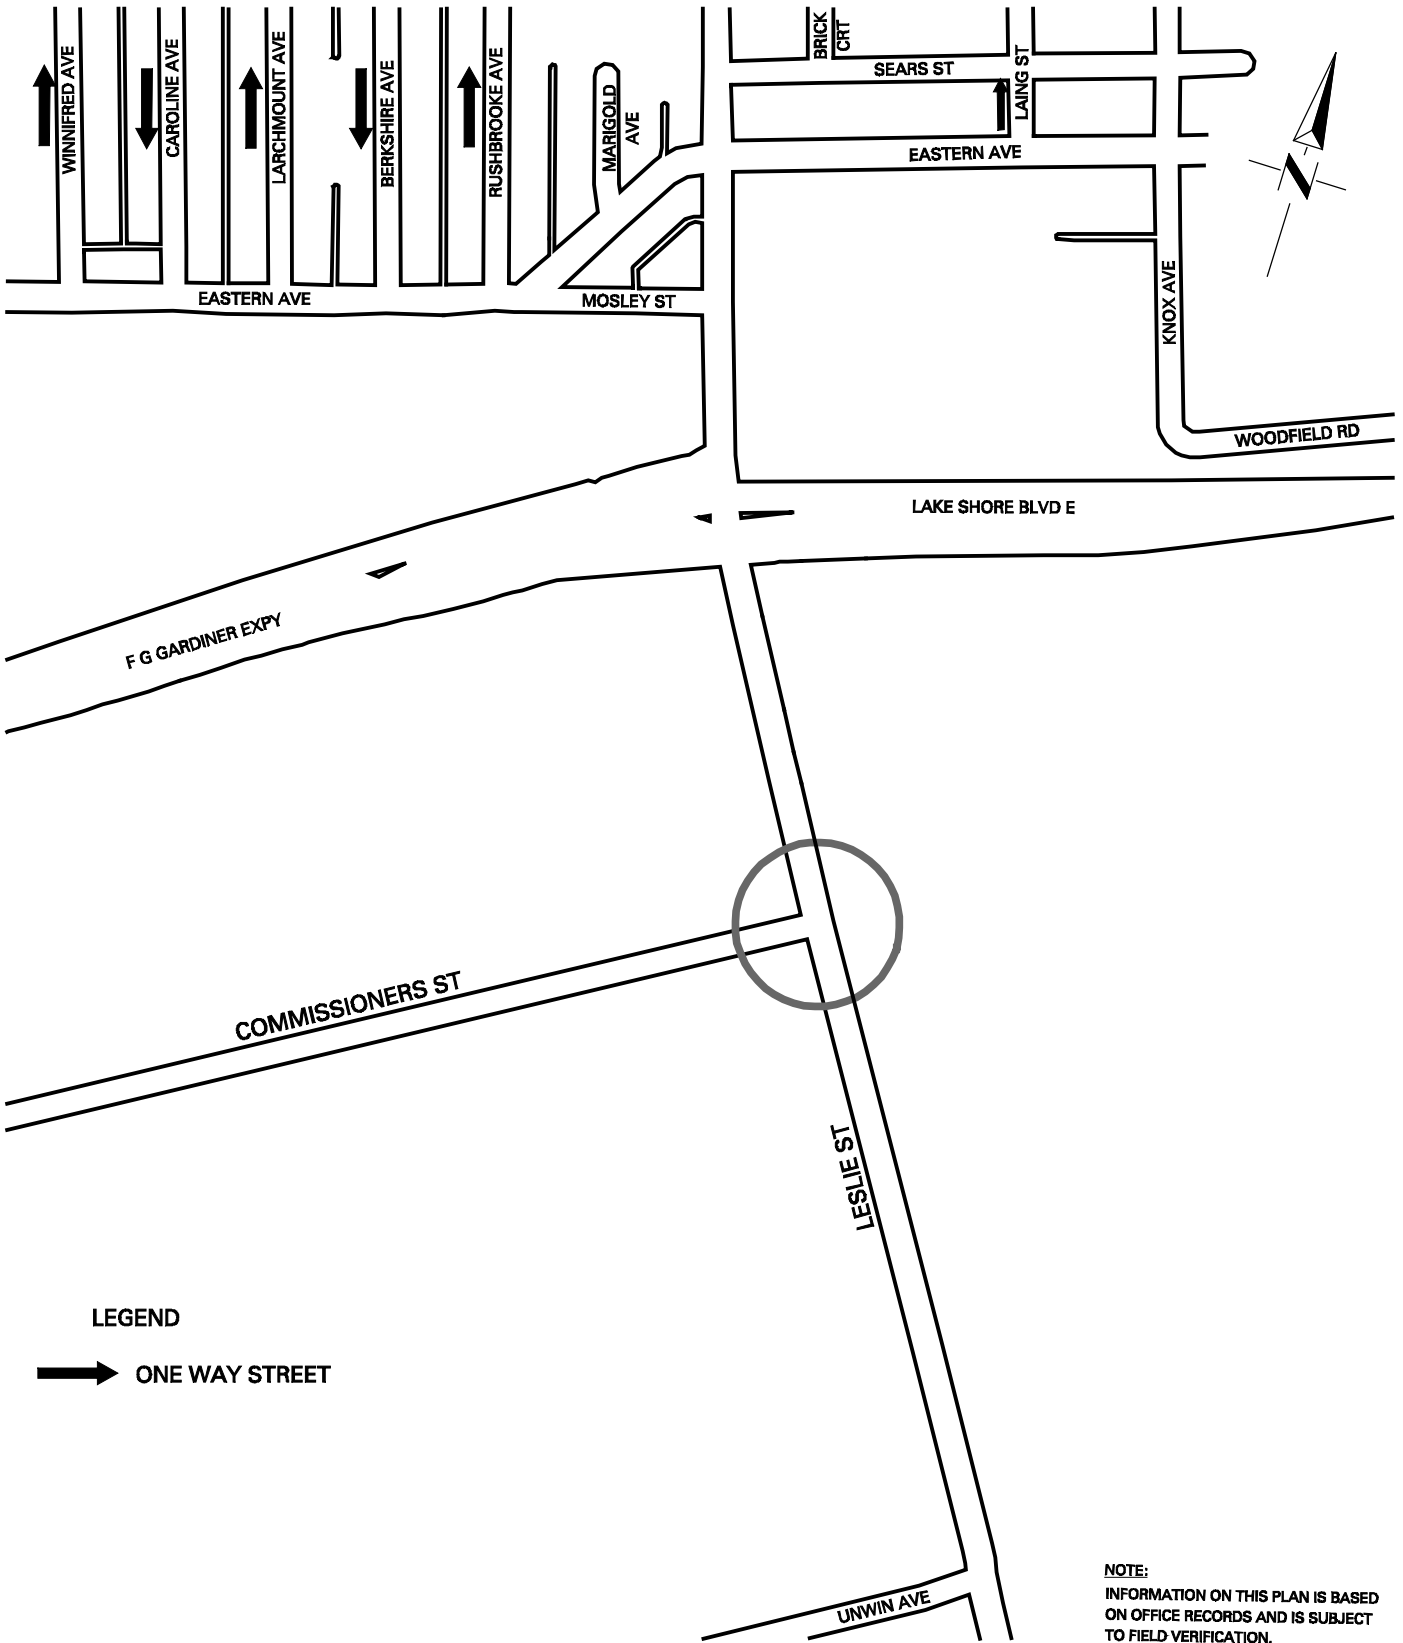 WINNIFRED AVE
CAROLINE AVE
LARCHMOUNT AVE
BERKSHIRE AVE
RUSHBROOKE AVE
MARIGOLD
AVE
BRICK
CRT
SEARS ST
LAING ST
EASTERN AVE
N
KNOX AVE
EASTERN AVE
MOSLEY ST
WOODFIELD RD
LAKE SHORE BLVD E
F G GARDINER EXPY
COMMISSIONERS ST
LESLIE ST
LEGEND
ONE WAY STREET
UNWIN AVE
NOTE:
INFORMATION ON THIS PLAN IS BASED
ON OFFICE RECORDS AND IS SUBJECT
TO FIELD VERIFICATION.